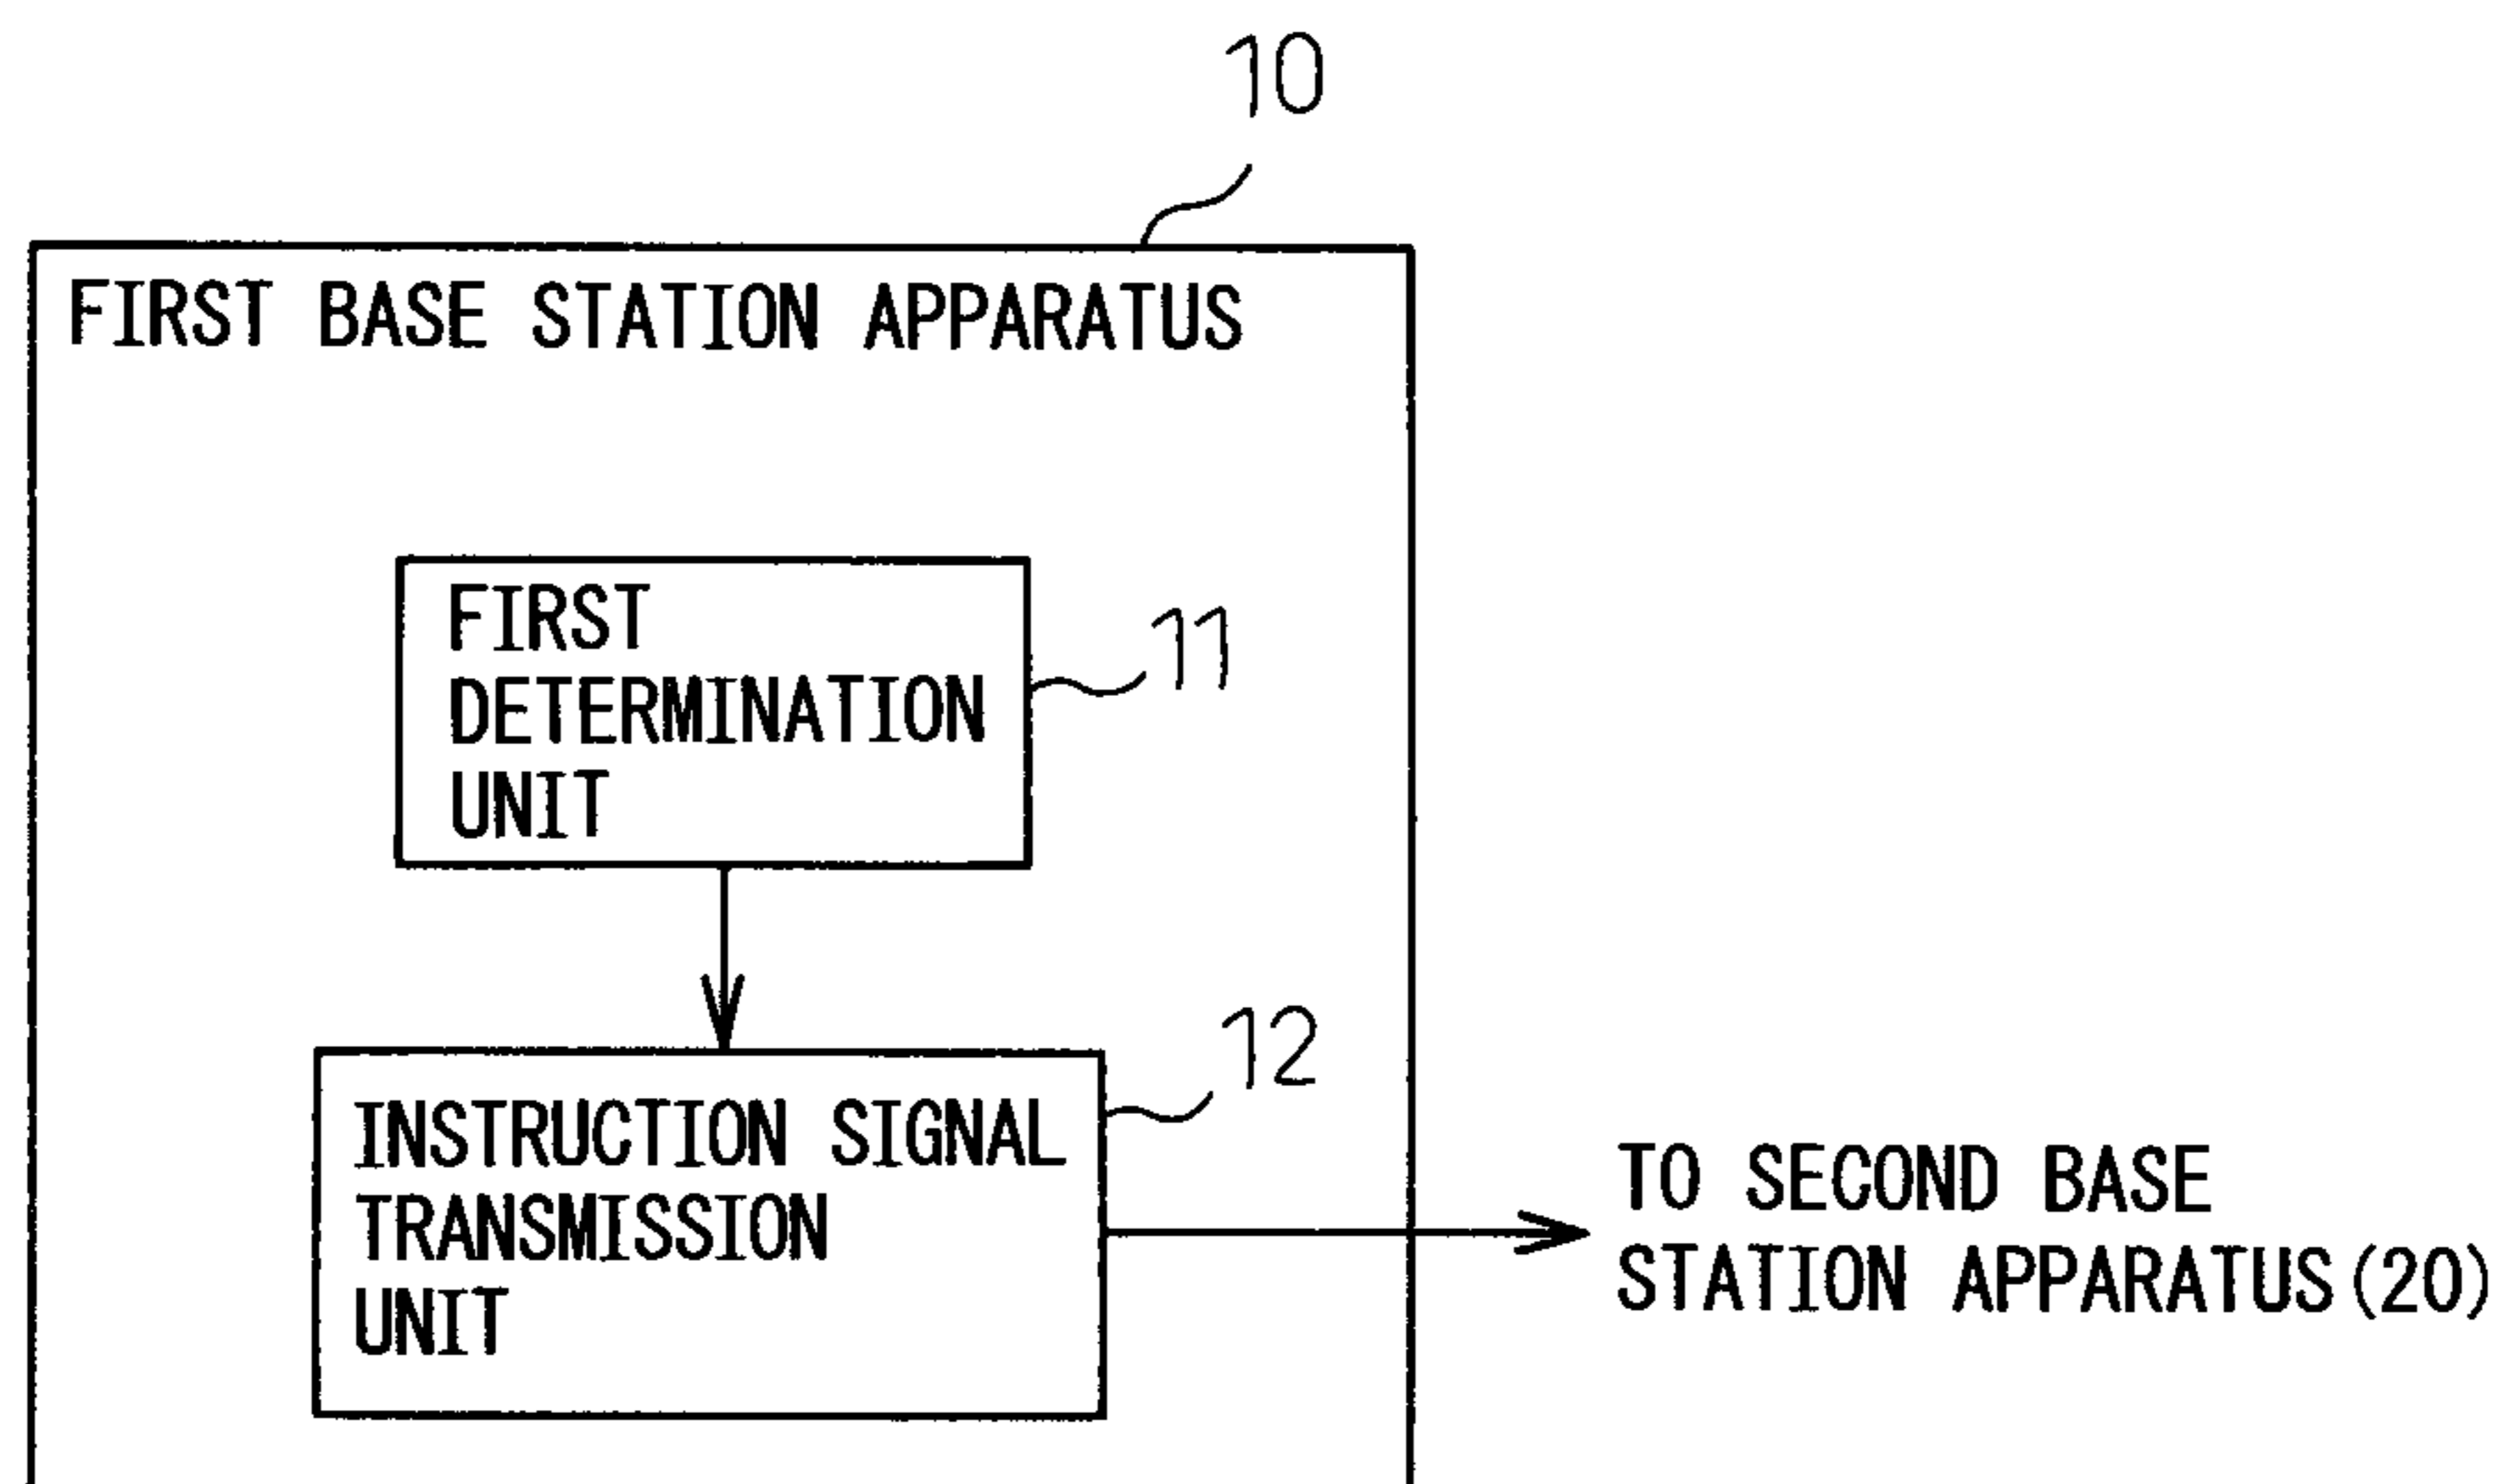 10
FIRST BASE STATION APPARATUS
FIRST
DETERMINATION
UNIT
11
12
INSTRUCTION SIGNAL
TRANSMISSION
UNIT
TO SECOND BASE
STATION APPARATUS(20)